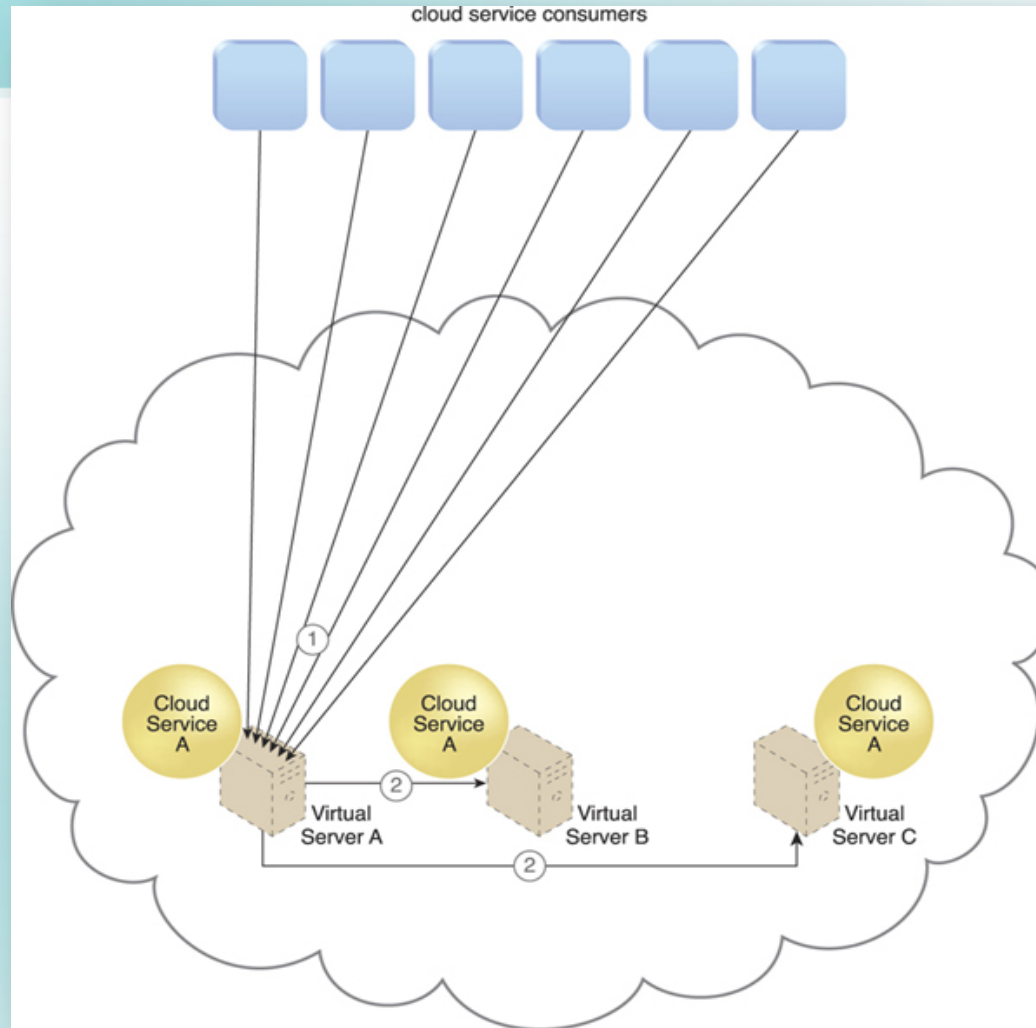 cloud service consumers
1
Cloud
Service
A
Cloud
Service
A
Cloud
Service
A
2
Virtual
Server A
Virtual
Server B
Virtual
Server C
2